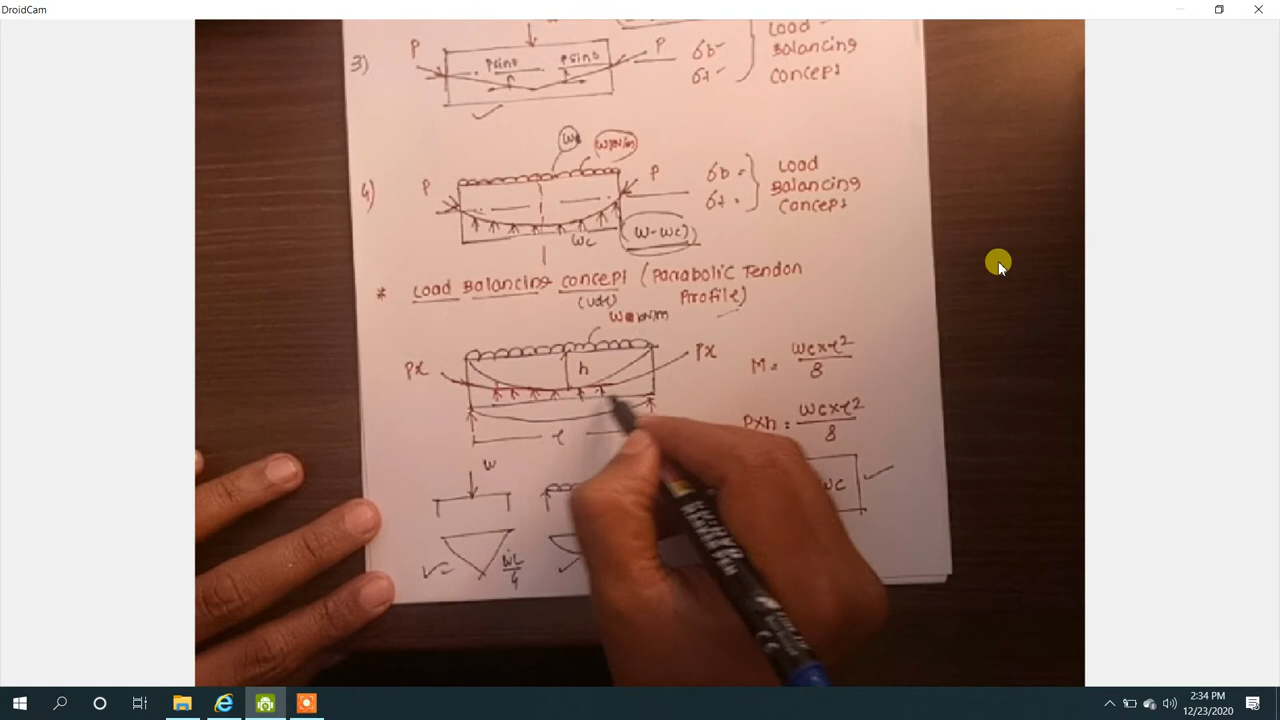 DroidCam
Load
3) P Psinθ Psinθ P σb Balancing
σt concept
W w kN/m
4) P P σb Load
σt Balancing
concept
wc (w-wc)
* Load Balancing concept (Parabolic Tendon
(udl) Profile)
w kN/m
Px h Px M = wc×l²/8
P×h = wc×l²/8
l
W wc
WL/4
2:34 PM
12/23/2020